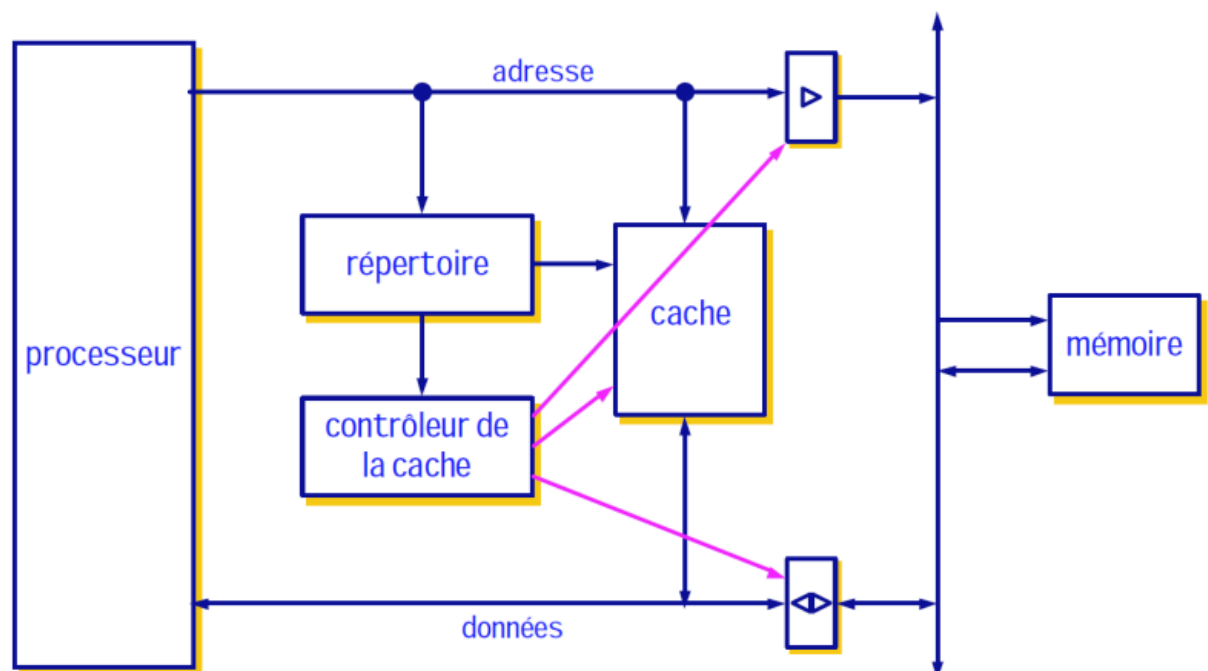 adresse
répertoire
cache
processeur
mémoire
contrôleur de
la cache
données